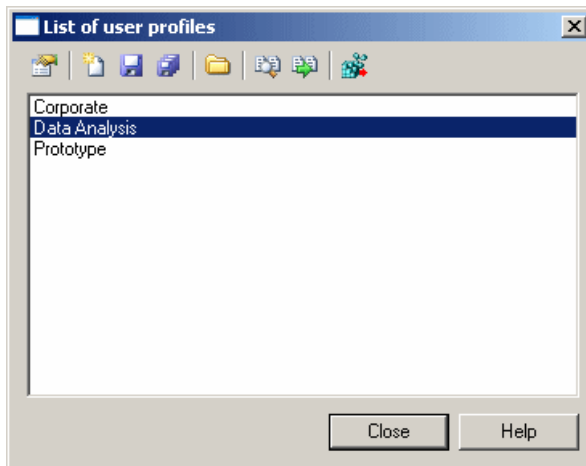 List of user profiles
Corporate
Data Analysis
Prototype
Close
Help